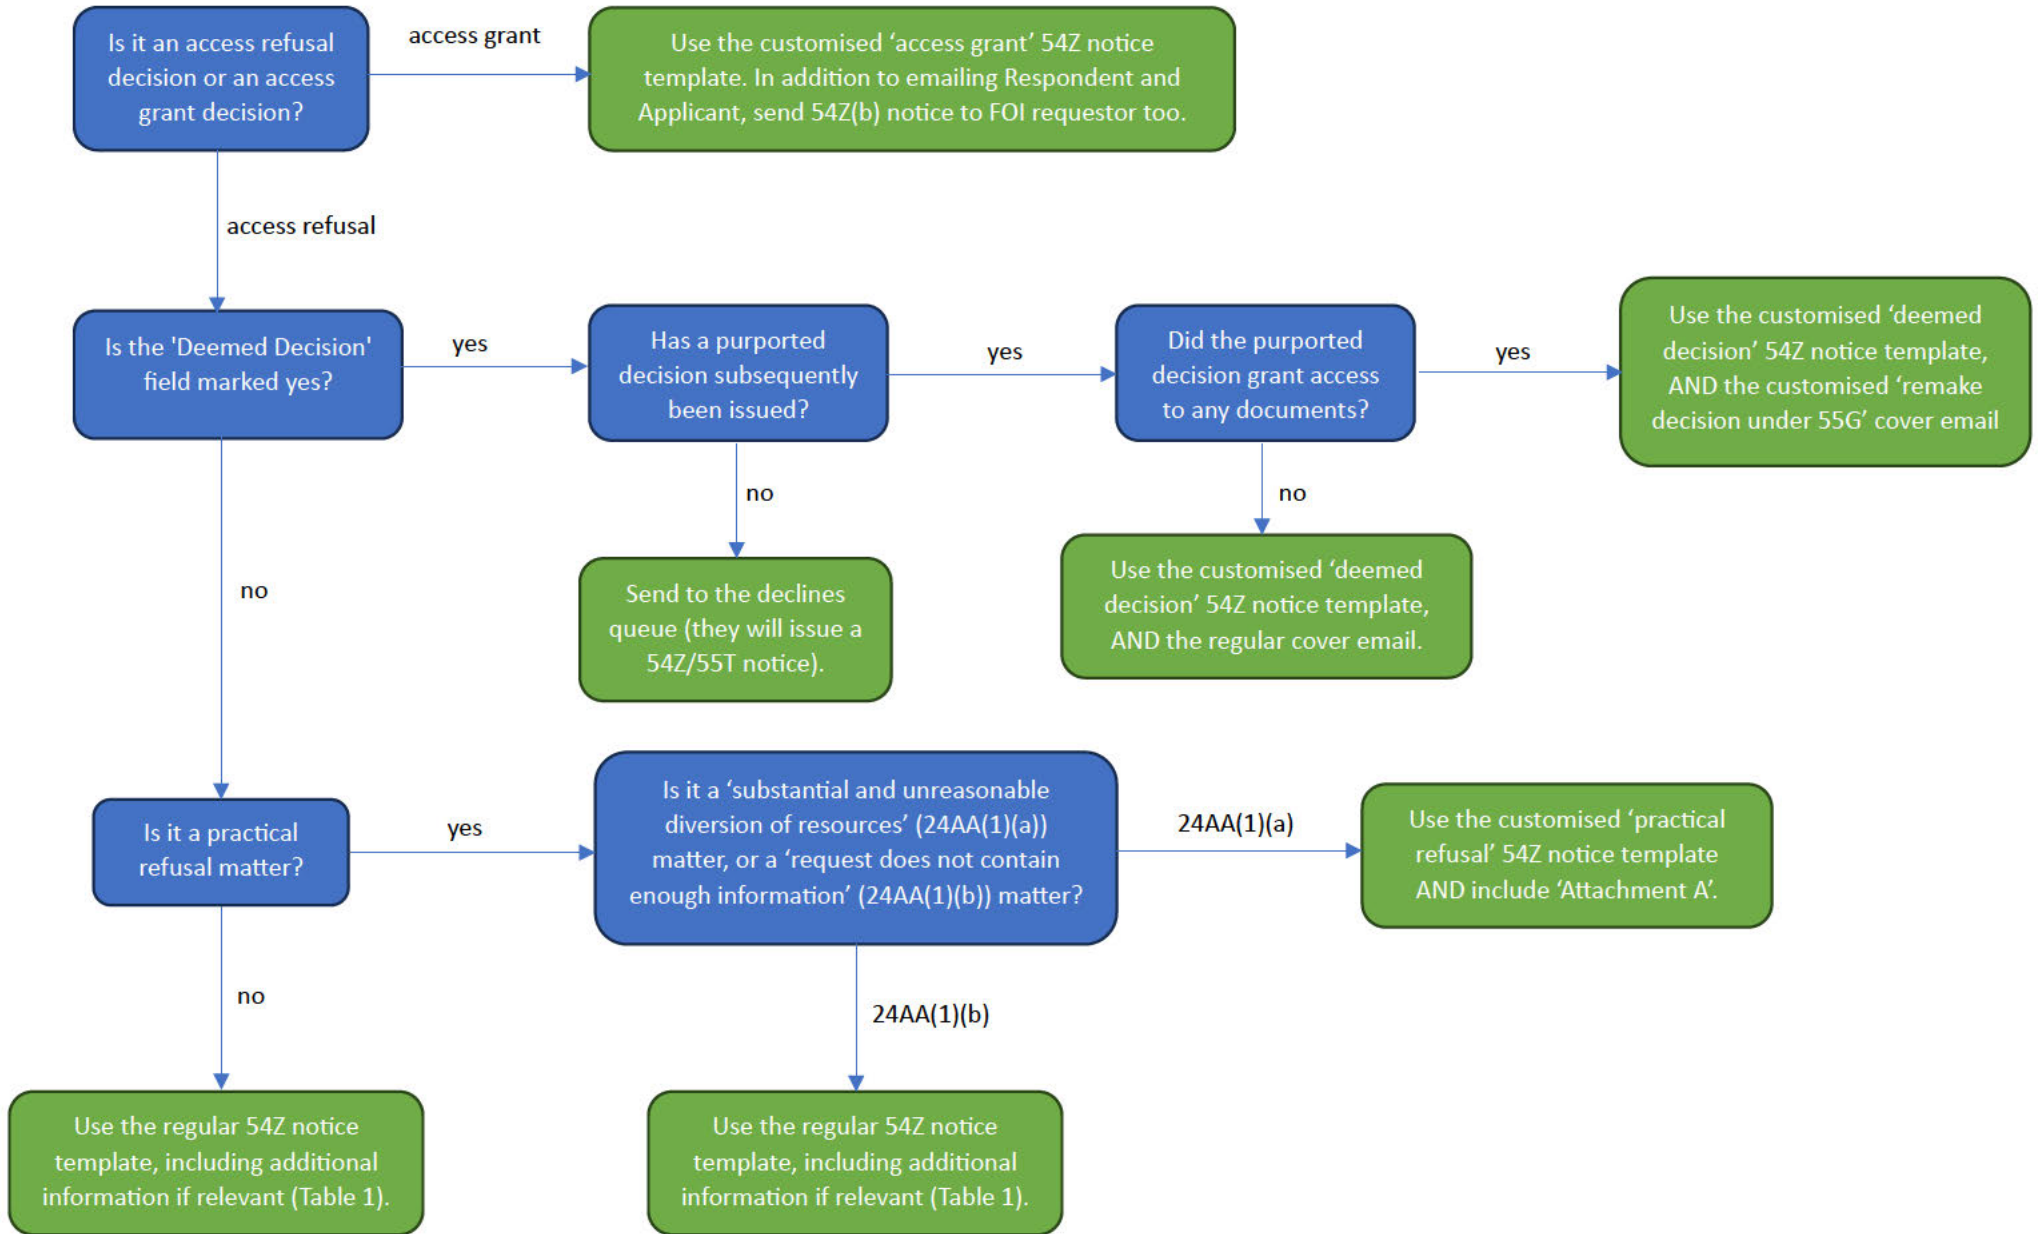 Is it an access refusal
decision or an access
grant decision?
access grant
Use the customised ‘access grant’ 54Z notice
template. In addition to emailing Respondent and
Applicant, send 54Z(b) notice to FOI requestor too.
access refusal
Is the 'Deemed Decision'
field marked yes?
yes
Has a purported
decision subsequently
been issued?
yes
Did the purported
decision grant access
to any documents?
yes
Use the customised ‘deemed
decision’ 54Z notice template,
AND the customised ‘remake
decision under 55G’ cover email
no
Send to the declines
queue (they will issue a
54Z/55T notice).
no
Use the customised ‘deemed
decision’ 54Z notice template,
AND the regular cover email.
no
Is it a practical
refusal matter?
yes
Is it a ‘substantial and unreasonable
diversion of resources’ (24AA(1)(a))
matter, or a ‘request does not contain
enough information’ (24AA(1)(b)) matter?
24AA(1)(a)
Use the customised ‘practical
refusal’ 54Z notice template
AND include ‘Attachment A’.
no
24AA(1)(b)
Use the regular 54Z notice
template, including additional
information if relevant (Table 1).
Use the regular 54Z notice
template, including additional
information if relevant (Table 1).